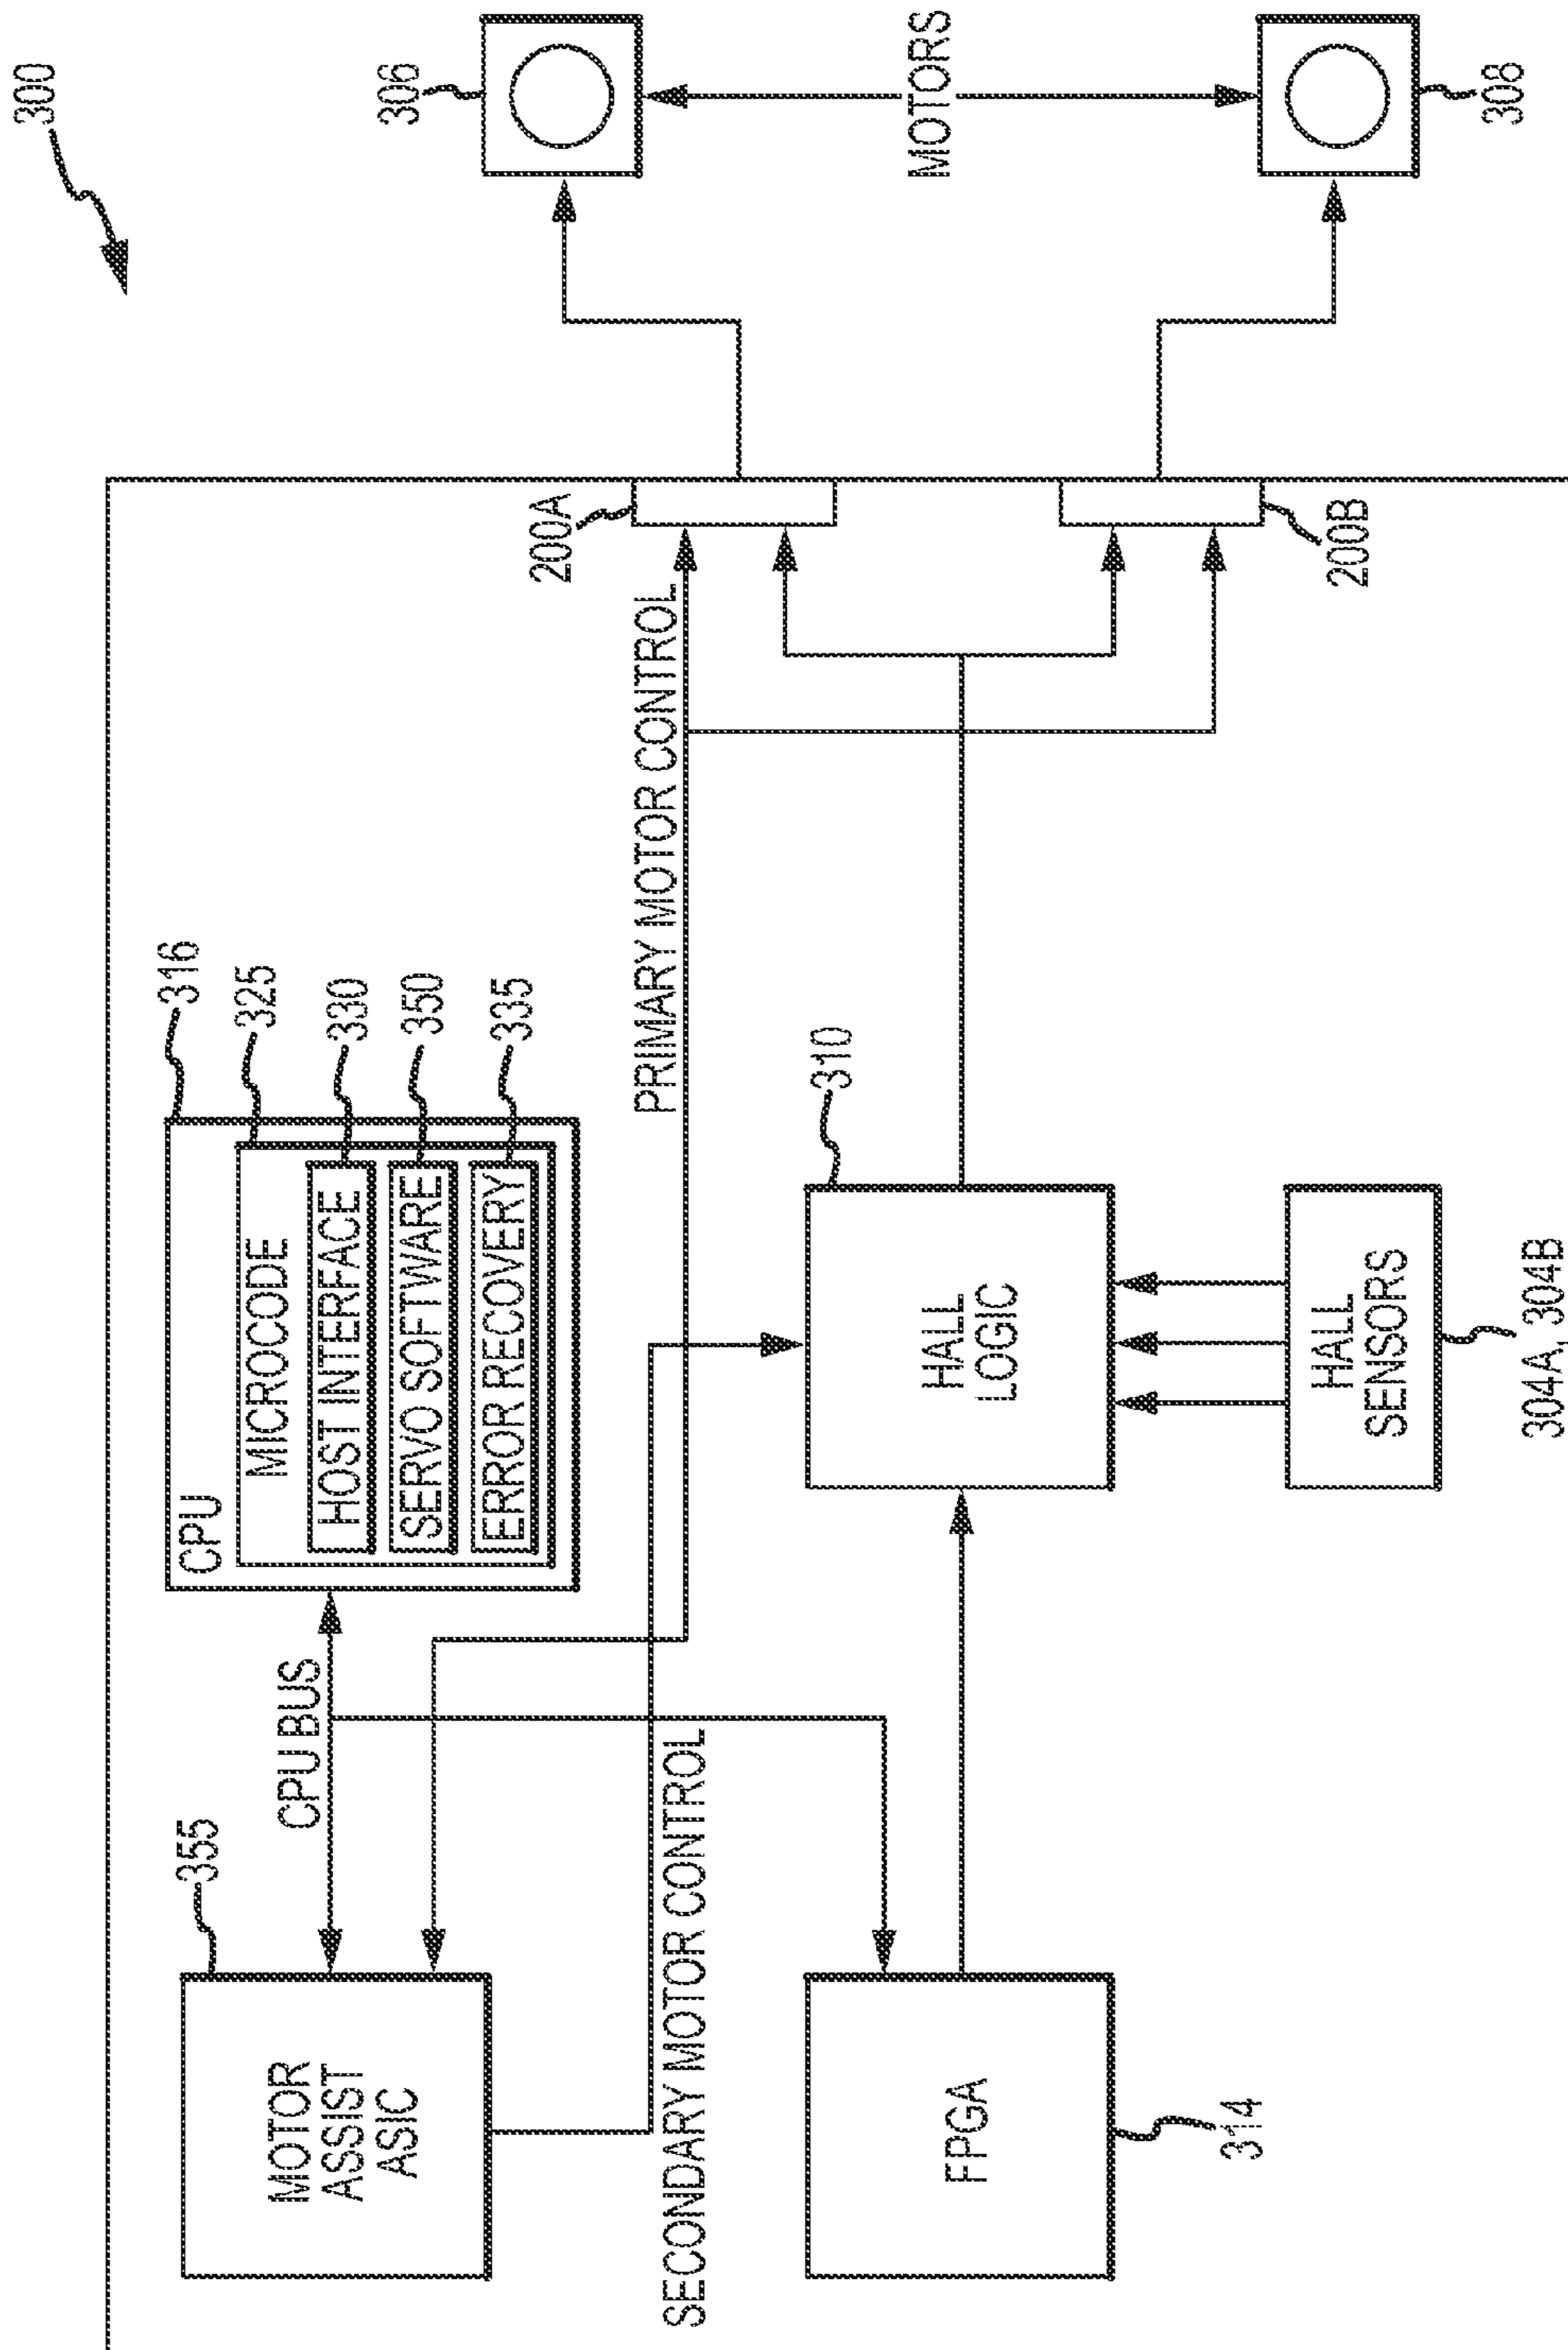 300
355
MOTOR
ASSIST
ASIC
CPU BUS
CPU
316
MICROCODE
325
HOST INTERFACE
330
SERVO SOFTWARE
350
ERROR RECOVERY
335
306
MOTORS
308
200A
200B
PRIMARY MOTOR CONTROL
SECONDARY MOTOR CONTROL
FPGA
314
HALL
LOGIC
310
HALL
SENSORS
304A, 304B